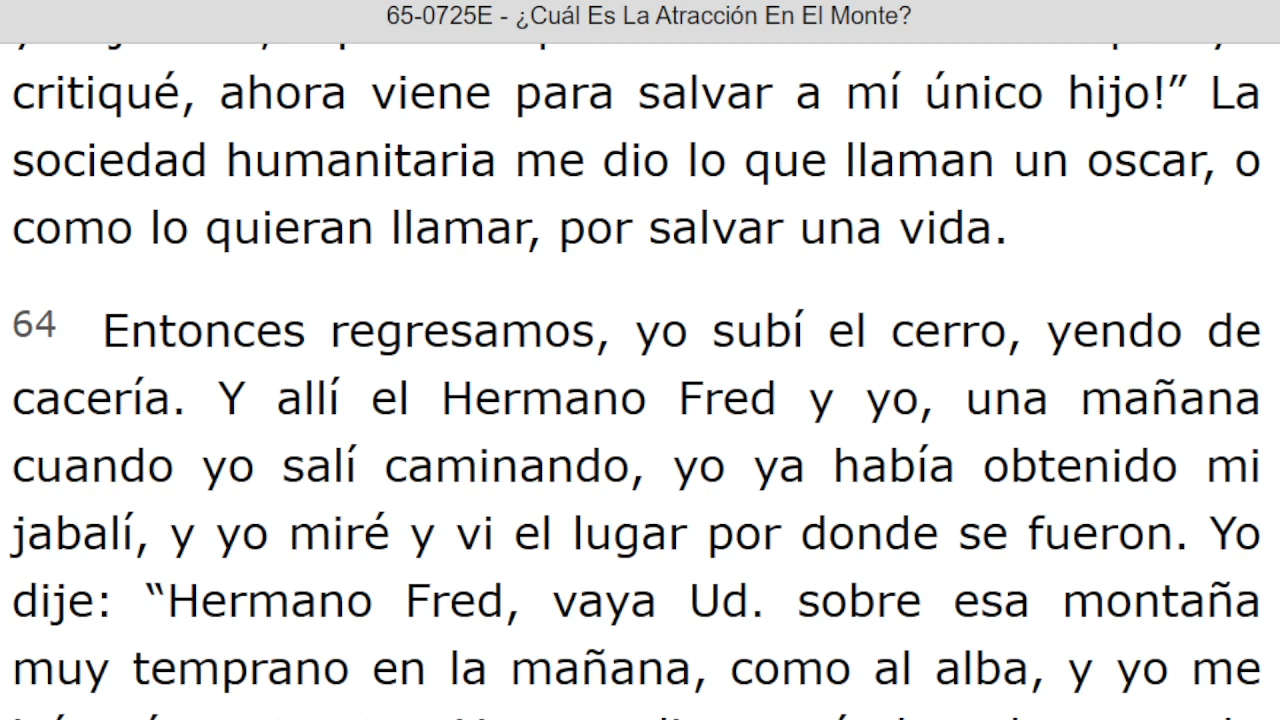 65-0725E - ¿Cuál Es La Atracción En El Monte?
critiqué, ahora viene para salvar a mí único hijo!” La
sociedad humanitaria me dio lo que llaman un oscar, o
como lo quieran llamar, por salvar una vida.
64 Entonces regresamos, yo subí el cerro, yendo de
cacería. Y allí el Hermano Fred y yo, una mañana
cuando yo salí caminando, yo ya había obtenido mi
jabalí, y yo miré y vi el lugar por donde se fueron. Yo
dije: “Hermano Fred, vaya Ud. sobre esa montaña
muy temprano en la mañana, como al alba, y yo me